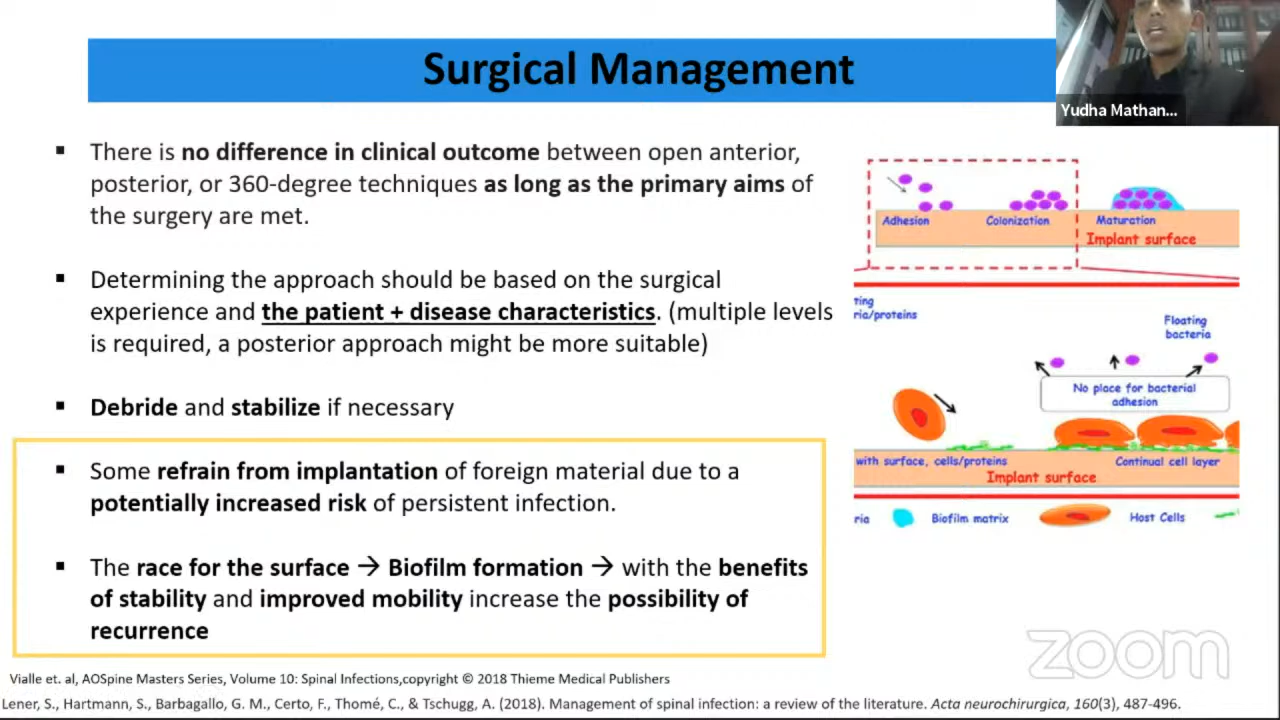 Surgical Management
Yudha Mathan...
There is no difference in clinical outcome between open anterior,
posterior, or 360-degree techniques as long as the primary aims of
the surgery are met.
Determining the approach should be based on the surgical
experience and the patient + disease characteristics. (multiple levels
is required, a posterior approach might be more suitable)
Debride and stabilize if necessary
Some refrain from implantation of foreign material due to a
potentially increased risk of persistent infection.
The race for the surface → Biofilm formation → with the benefits
of stability and improved mobility increase the possibility of
recurrence
Adhesion Colonization Maturation
Implant surface
ting
ria/proteins
Floating
bacteria
No place for bacterial
adhesion
with surface, cells/proteins Continual cell layer
Implant surface
ria Biofilm matrix Host Cells
zoom
Vialle et. al, AOSpine Masters Series, Volume 10: Spinal Infections,copyright © 2018 Thieme Medical Publishers
Lener, S., Hartmann, S., Barbagallo, G. M., Certo, F., Thomé, C., & Tschugg, A. (2018). Management of spinal infection: a review of the literature. Acta neurochirurgica, 160(3), 487-496.